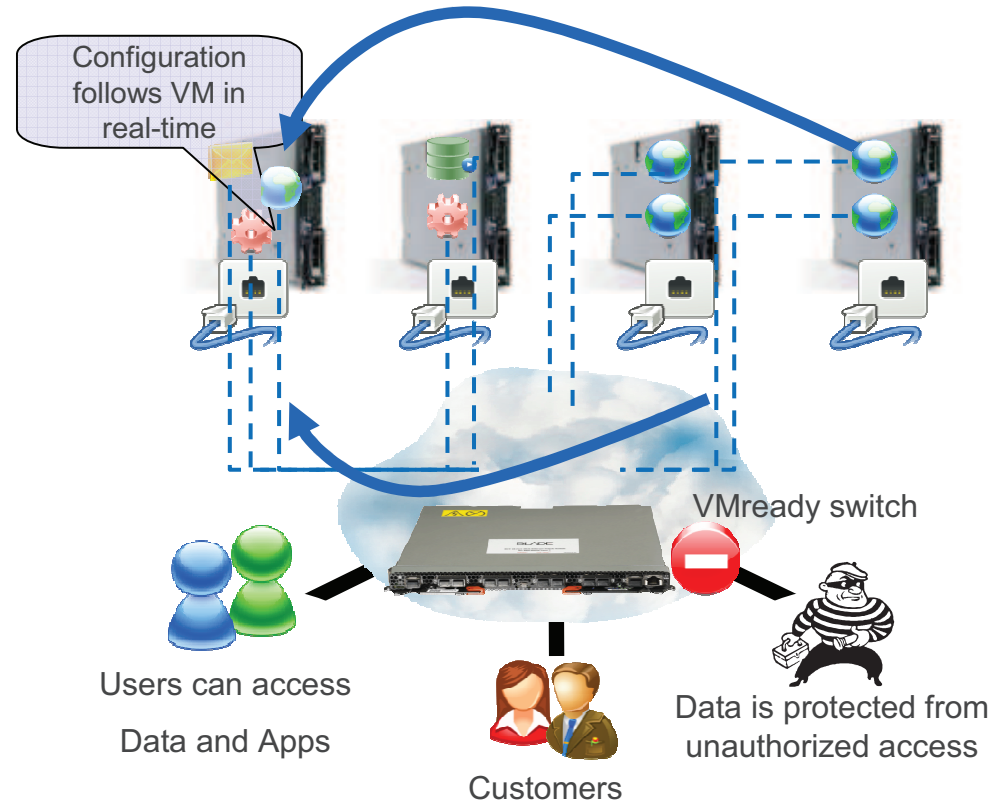 Configuration
follows VM in
real-time
VMready switch
BLADE
Users can access
Data and Apps
Customers
Data is protected from
unauthorized access